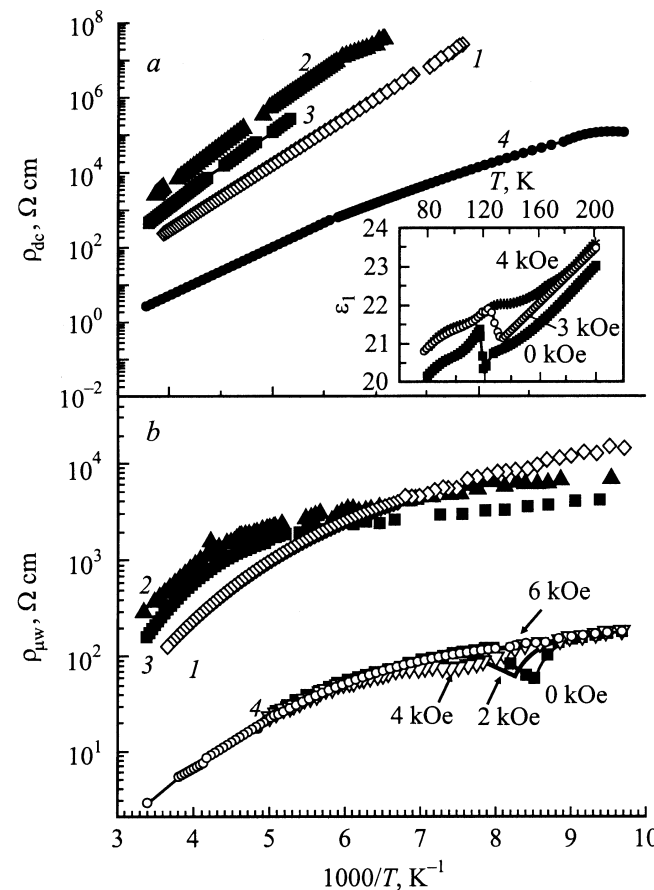 10^8
a
2
1
10^6
3
4
10^4
T, K
80 120 160 200
ρ_dc, Ω cm
10^2
24
4 kOe
23
ε_1
22
3 kOe
10^0
21
0 kOe
20
10^-2
b
10^4
10^3
2
ρ_μw, Ω cm
6 kOe
3 1
10^2
4
0 kOe
4 kOe 2 kOe
10^1
3 4 5 6 7 8 9 10
1000/T, K^-1